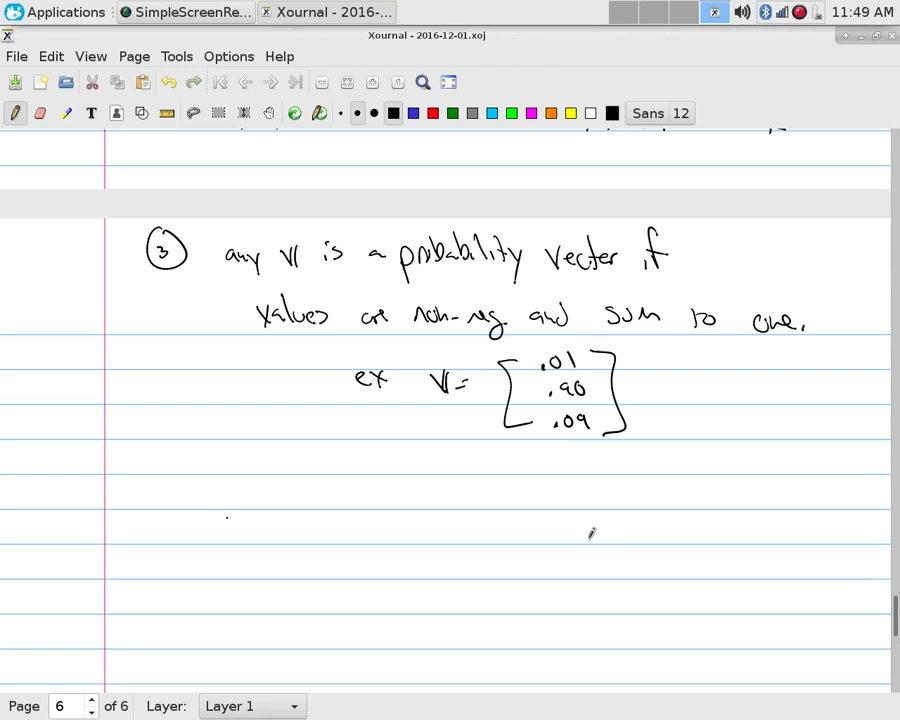 Applications SimpleScreenRe... Xournal - 2016-... 11:49 AM
Xournal - 2016-12-01.xoj
File Edit View Page Tools Options Help
Sans 12
3 any v is a probability vector if
values are non-neg. and sum to one.
ex v= [ .01
.90
.09 ]
Page 6 of 6 Layer: Layer 1